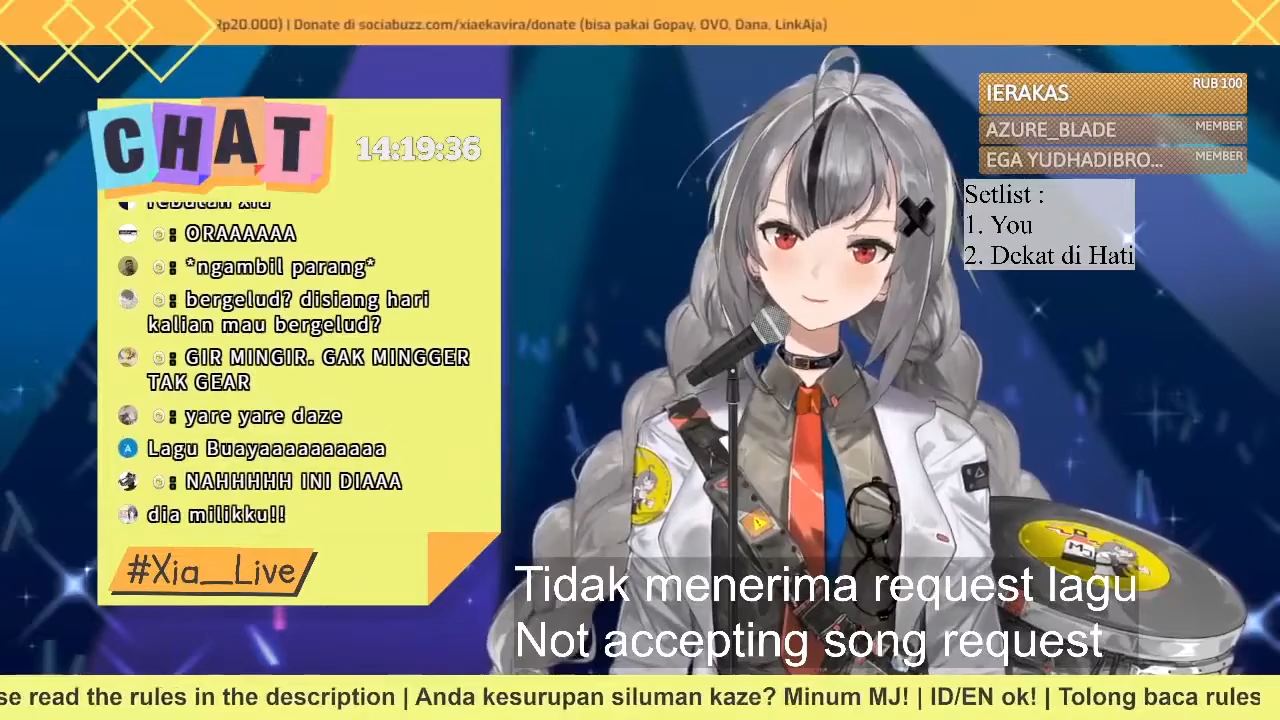 Rp20.000) | Donate di sociabuzz.com/xiaekavira/donate (bisa pakai Gopay, OVO, Dana, LinkAja)
CHAT
14:19:36
rebutan xia
: ORAAAAAA
: *ngambil parang*
: bergelud? disiang hari
kalian mau bergelud?
: GIR MINGIR. GAK MINGGER
TAK GEAR
: yare yare daze
Lagu Buayaaaaaaaaaa
: NAHHHHH INI DIAAA
dia milikku!!
#Xia_Live
IERAKAS RUB 100
AZURE_BLADE MEMBER
EGA YUDHADIBRO... MEMBER
Setlist :
1. You
2. Dekat di Hati
MJ
Tidak menerima request lagu
Not accepting song request
se read the rules in the description | Anda kesurupan siluman kaze? Minum MJ! | ID/EN ok! | Tolong baca rules